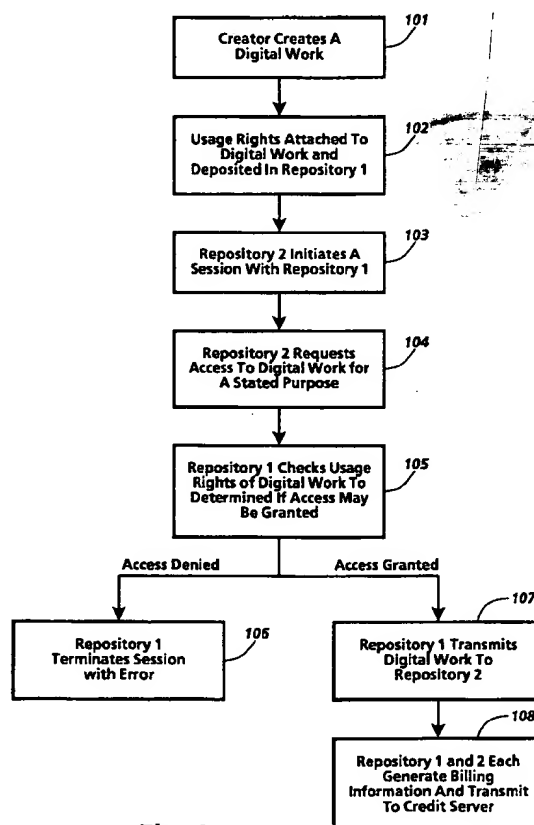 101
Creator Creates A
Digital Work
102
Usage Rights Attached To
Digital Work and
Deposited In Repository 1
103
Repository 2 Initiates A
Session With Repository 1
104
Repository 2 Requests
Access To Digital Work for
A Stated Purpose
105
Repository 1 Checks Usage
Rights of Digital Work To
Determined If Access May
Be Granted
Access Denied
Access Granted
106
Repository 1
Terminates Session
with Error
107
Repository 1 Transmits
Digital Work To
Repository 2
108
Repository 1 and 2 Each
Generate Billing
Information And Transmit
To Credit Server